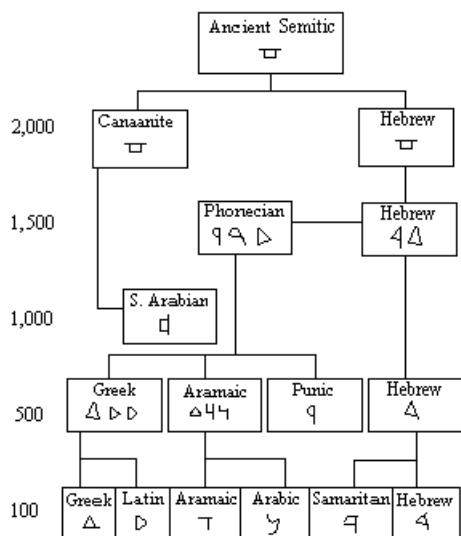 Ancient Semitic
2,000
Canaanite
Hebrew
1,500
Phonecian
Hebrew
1,000
S. Arabian
500
Greek
Aramaic
Punic
Hebrew
100
Greek
Latin
Aramaic
Arabic
Samaritan
Hebrew